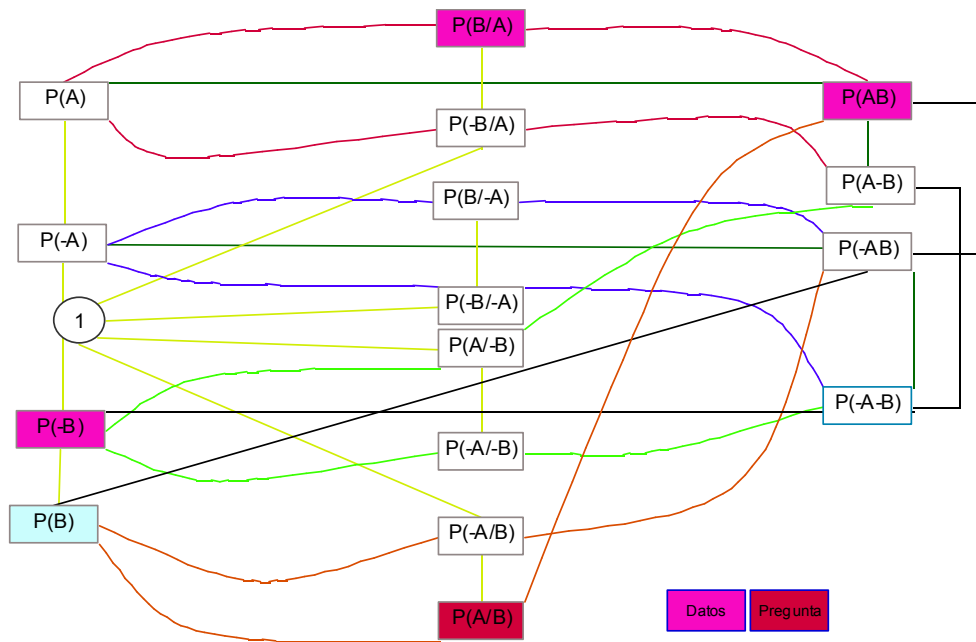 P(B/A)
P(A)
P(AB)
P(-B/A)
P(A-B)
P(B/-A)
P(-A)
P(-AB)
P(-B/-A)
1
P(A/-B)
P(-A-B)
P(-B)
P(-A/-B)
P(B)
P(-A/B)
P(A/B)
Datos
Pregunta